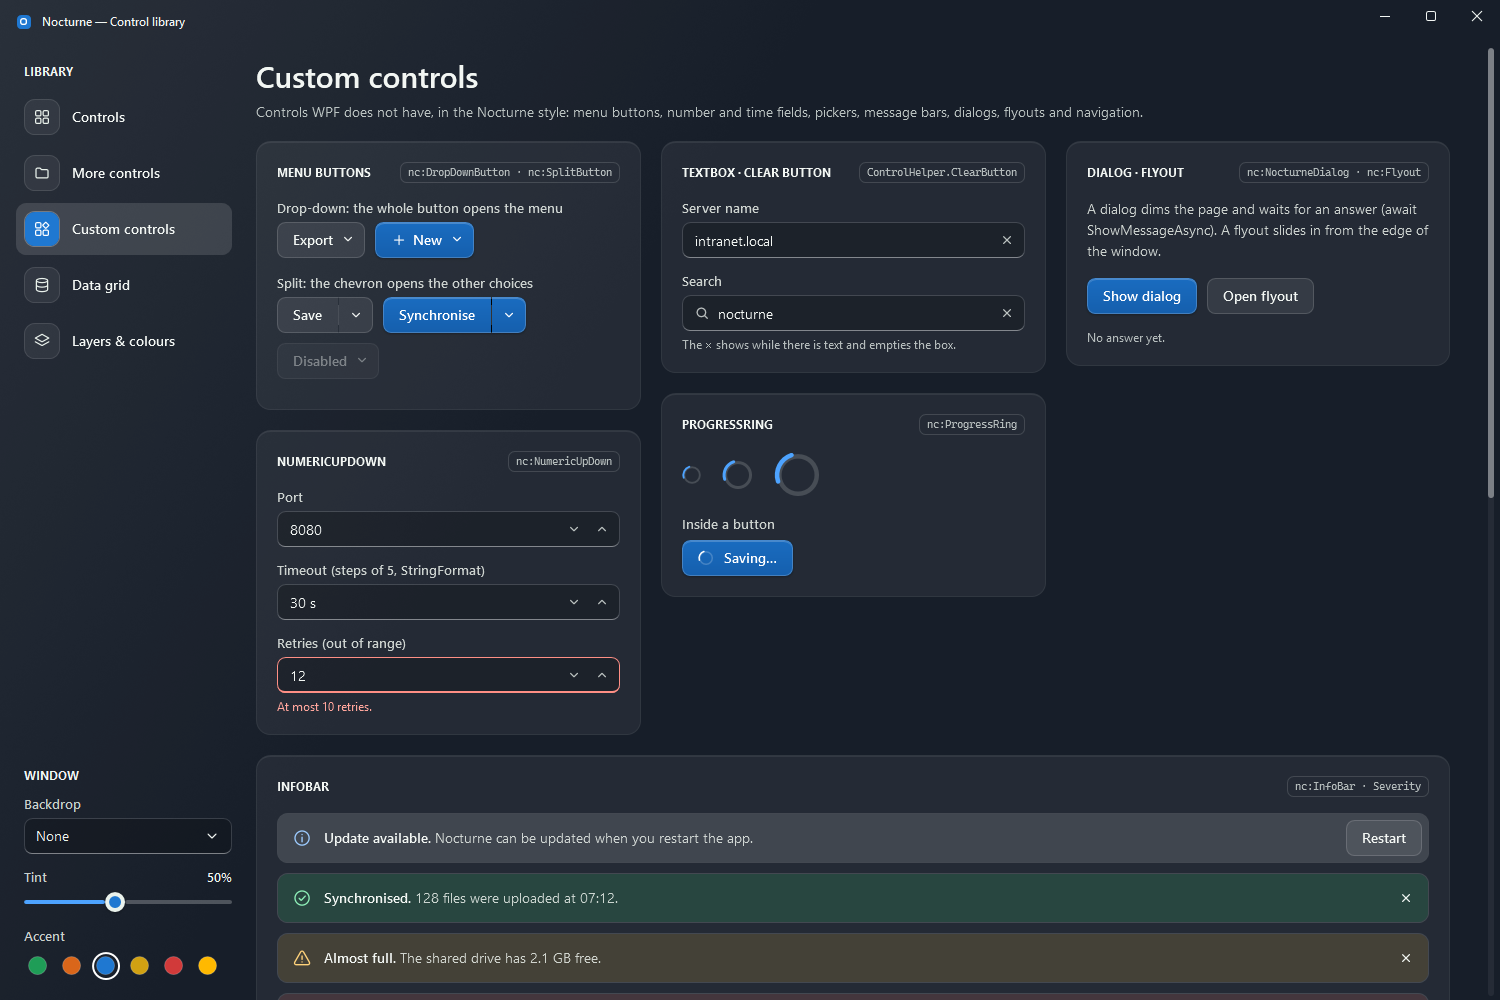 Nocturne — Control library
LIBRARY
Controls
More controls
Custom controls
Data grid
Layers & colours
WINDOW
Backdrop
None
Tint
50%
Accent
Custom controls
Controls WPF does not have, in the Nocturne style: menu buttons, number and time fields, pickers, message bars, dialogs, flyouts and navigation.
MENU BUTTONS
nc:DropDownButton · nc:SplitButton
Drop-down: the whole button opens the menu
Export
New
Split: the chevron opens the other choices
Save
Synchronise
Disabled
NUMERICUPDOWN
nc:NumericUpDown
Port
8080
Timeout (steps of 5, StringFormat)
30 s
Retries (out of range)
12
At most 10 retries.
TEXTBOX · CLEAR BUTTON
ControlHelper.ClearButton
Server name
intranet.local
Search
nocturne
The × shows while there is text and empties the box.
PROGRESSRING
nc:ProgressRing
Inside a button
Saving...
DIALOG · FLYOUT
nc:NocturneDialog · nc:Flyout
A dialog dims the page and waits for an answer (await
ShowMessageAsync). A flyout slides in from the edge of
the window.
Show dialog
Open flyout
No answer yet.
INFOBAR
nc:InfoBar · Severity
Update available. Nocturne can be updated when you restart the app.
Restart
Synchronised. 128 files were uploaded at 07:12.
Almost full. The shared drive has 2.1 GB free.